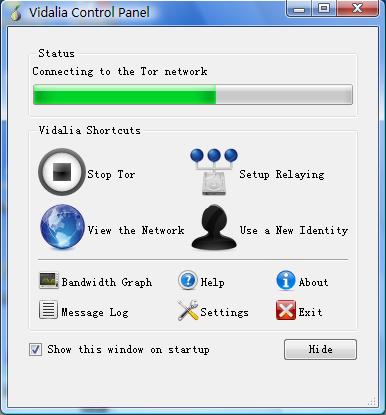 Vidalia Control Panel
Status
Connecting to the Tor network
Vidalia Shortcuts
Stop Tor
Setup Relaying
View the Network
Use a New Identity
Bandwidth Graph
Help
About
Message Log
Settings
Exit
Show this window on startup
Hide